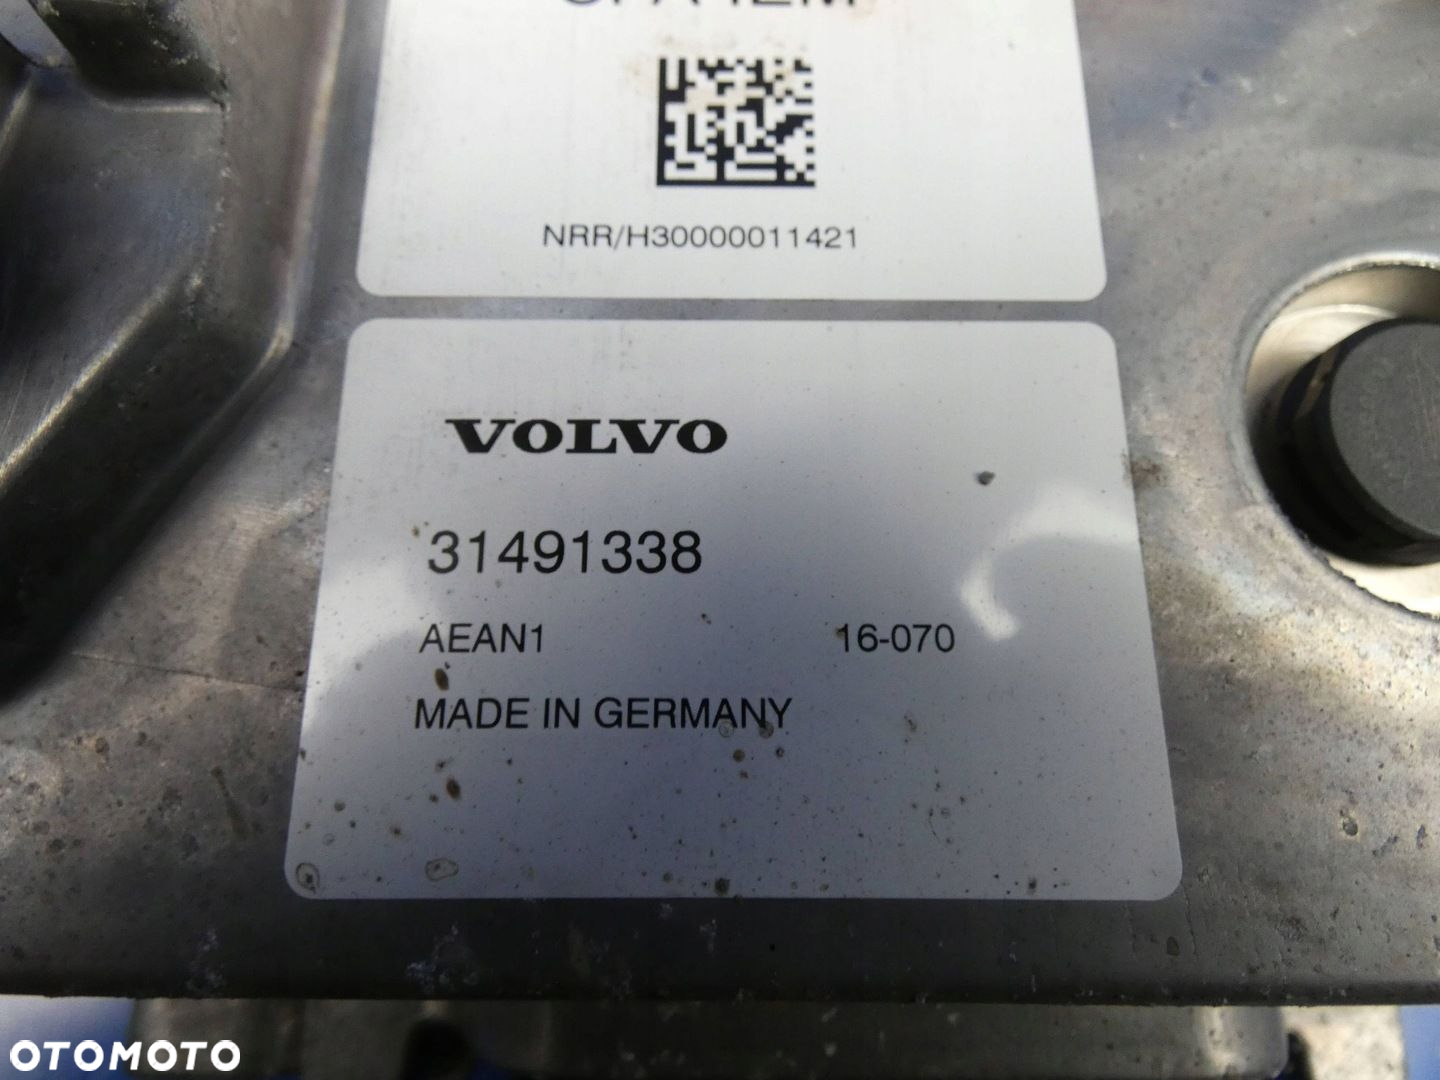 NRR/H30000011421
VOLVO
31491338
AEAN1 16-070
MADE IN GERMANY
OTOMOTO